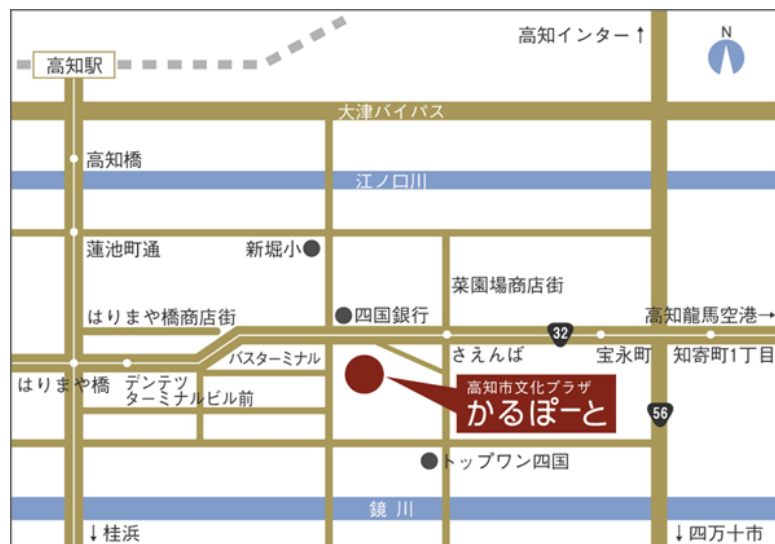 高知インター↑
N
高知駅
大津バイパス
高知橋
江ノ口川
蓮池町通
新堀小
菜園場商店街
はりまや橋商店街
四国銀行
高知龍馬空港→
32
バスターミナル
さえんば
宝永町
知寄町1丁目
はりまや橋
デンテツ
ターミナルビル前
高知市文化プラザ
かるぽーと
56
トップワン四国
鏡川
↓桂浜
↓四万十市